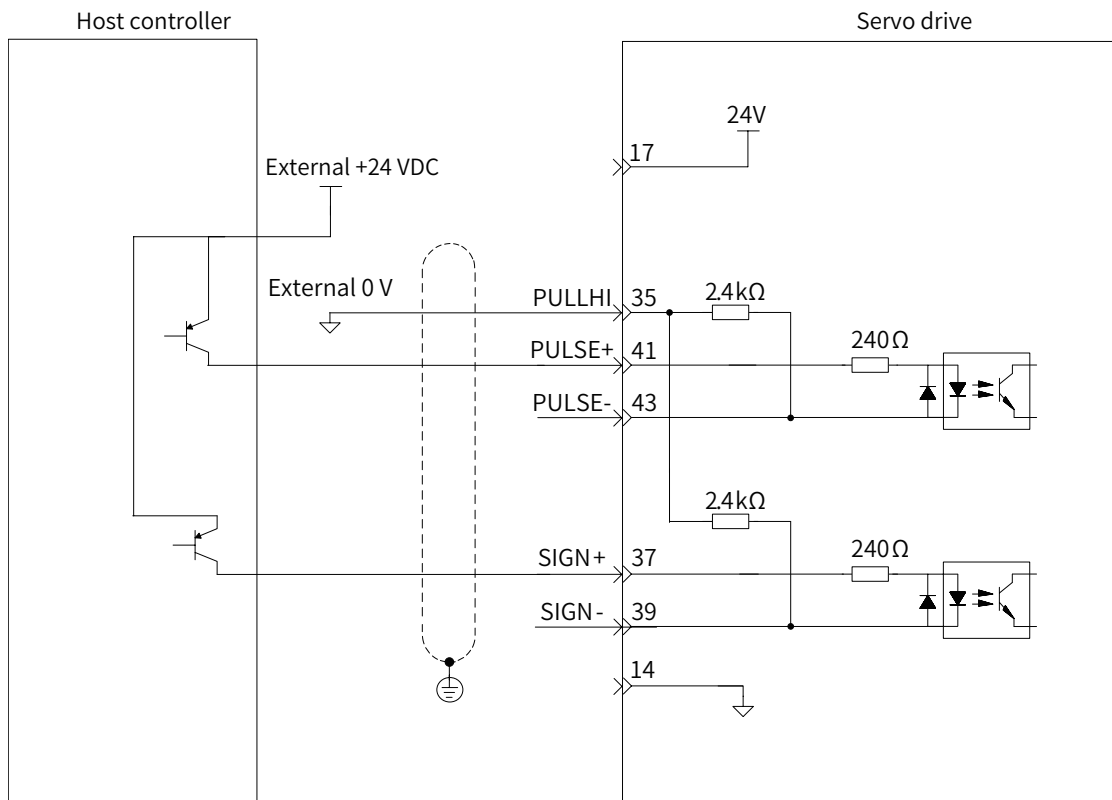 Host controller
Servo drive
24V
17
External +24 VDC
External 0 V
PULLHI
35
2.4kΩ
PULSE+
41
240Ω
PULSE-
43
2.4kΩ
SIGN+
37
240Ω
SIGN-
39
14